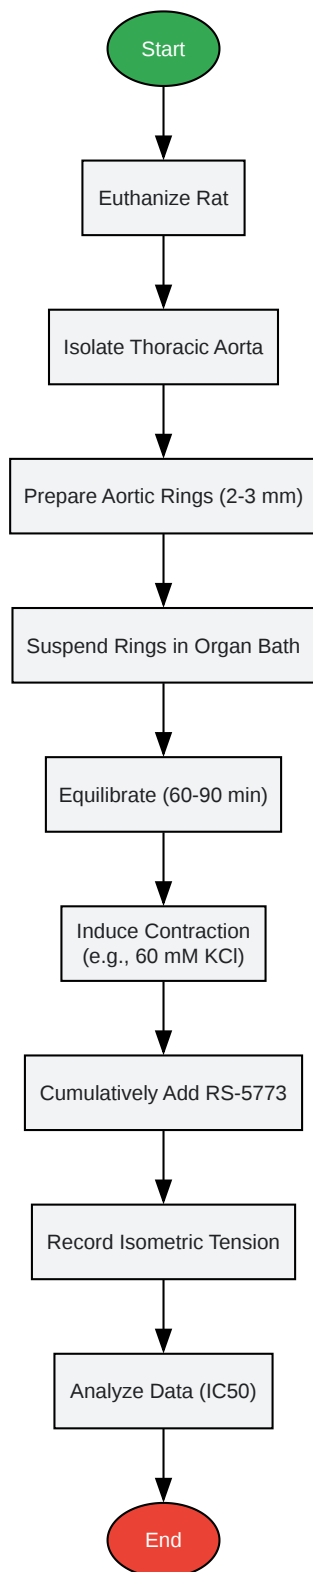 Start
Euthanize Rat
Isolate Thoracic Aorta
Prepare Aortic Rings (2-3 mm)
Suspend Rings in Organ Bath
Equilibrate (60-90 min)
Induce Contraction
(e.g., 60 mM KCl)
Cumulatively Add RS-5773
Record Isometric Tension
Analyze Data (IC50)
End